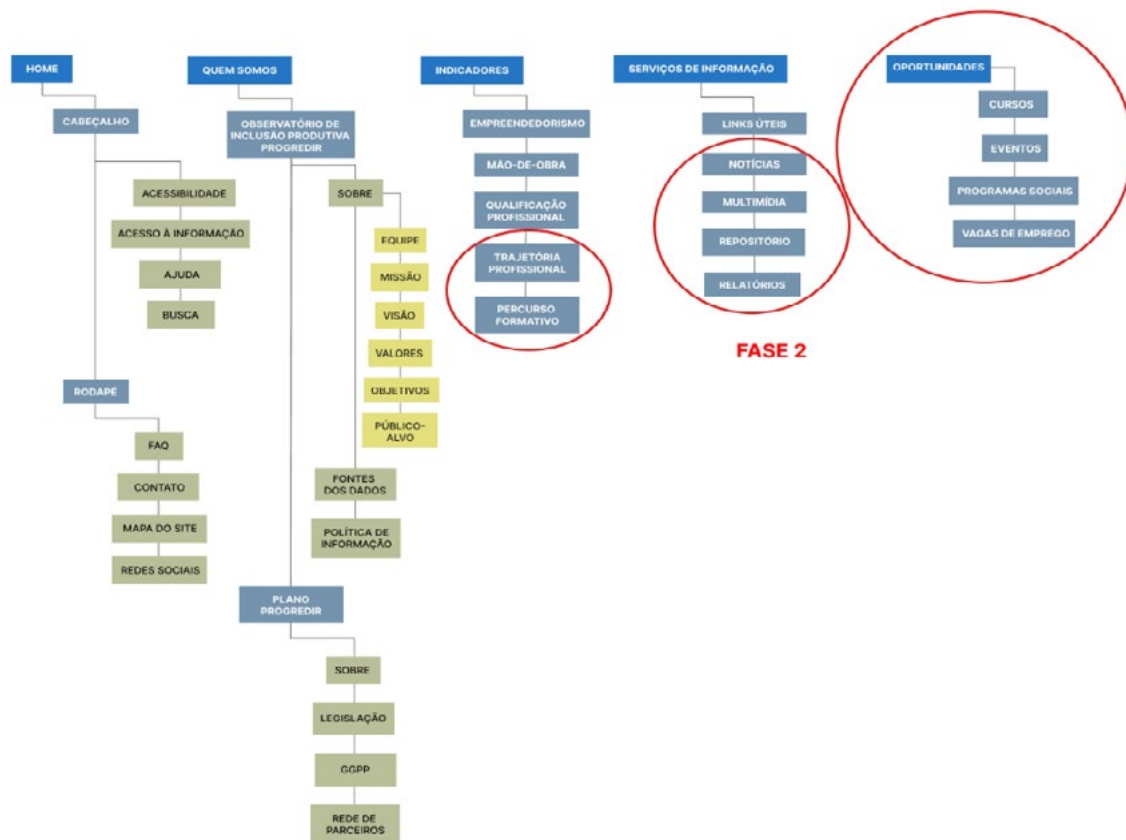 HOME
CABEÇALHO
ACESSIBILIDADE
ACESSO À INFORMAÇÃO
AJUDA
BUSCA
RODAPÉ
FAQ
CONTATO
MAPA DO SITE
REDES SOCIAIS
QUEM SOMOS
OBSERVATÓRIO DE
INCLUSÃO PRODUTIVA
PROGREDIR
SOBRE
EQUIPE
MISSÃO
VISÃO
VALORES
OBJETIVOS
PÚBLICO-
ALVO
FONTES
DOS DADOS
POLÍTICA DE
INFORMAÇÃO
PLANO
PROGREDIR
SOBRE
LEGISLAÇÃO
GGPP
REDE DE
PARCEIROS
INDICADORES
EMPREENDEDORISMO
MÃO-DE-OBRA
QUALIFICAÇÃO
PROFISSIONAL
TRAJETÓRIA
PROFISSIONAL
PERCURSO
FORMATIVO
SERVIÇOS DE INFORMAÇÃO
LINKS ÚTEIS
NOTÍCIAS
MULTIMÍDIA
REPOSITÓRIO
RELATÓRIOS
FASE 2
OPORTUNIDADES
CURSOS
EVENTOS
PROGRAMAS SOCIAIS
VAGAS DE EMPREGO